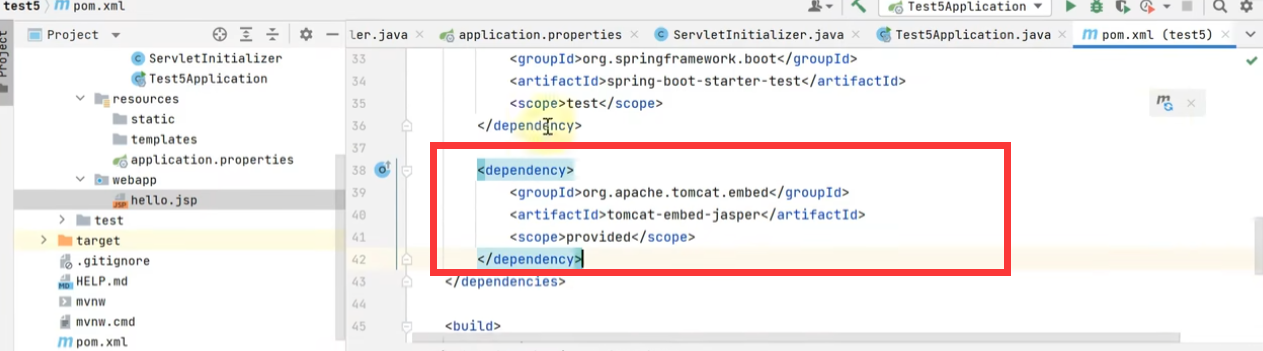 test5
pom.xml
Test5Application
Project
Project
ler.java
application.properties
ServletInitializer.java
Test5Application.java
pom.xml (test5)
ServletInitializer
Test5Application
resources
static
templates
application.properties
webapp
hello.jsp
test
target
.gitignore
HELP.md
mvnw
mvnw.cmd
pom.xml
33 <groupId>org.springframework.boot</groupId>
34 <artifactId>spring-boot-starter-test</artifactId>
35 <scope>test</scope>
36 </dependency>
37
38 <dependency>
39 <groupId>org.apache.tomcat.embed</groupId>
40 <artifactId>tomcat-embed-jasper</artifactId>
41 <scope>provided</scope>
42 </dependency>
43 </dependencies>
44
45 <build>